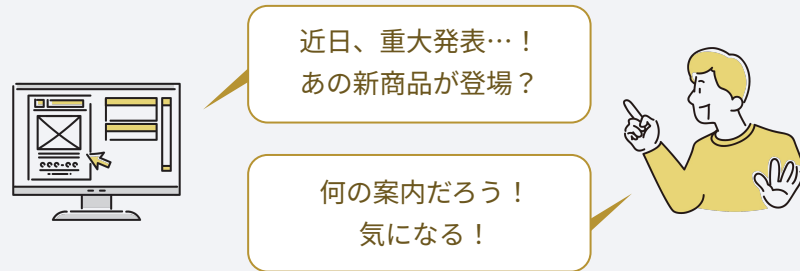 近日、重大発表…！
あの新商品が登場？
何の案内だろう！
気になる！